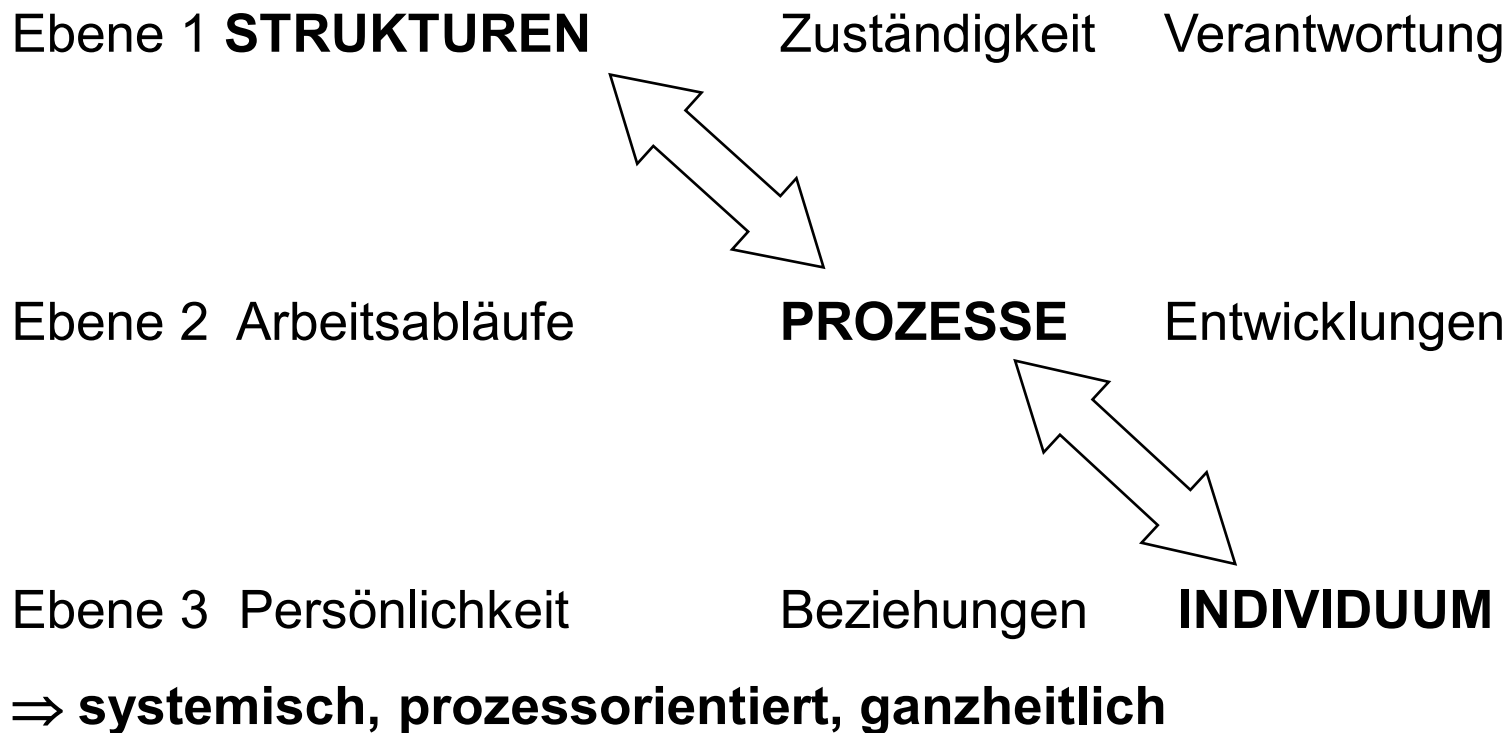 Ebene 1 STRUKTUREN Zuständigkeit Verantwortung
Ebene 2 Arbeitsabläufe PROZESSE Entwicklungen
Ebene 3 Persönlichkeit Beziehungen INDIVIDUUM
⇒ systemisch, prozessorientiert, ganzheitlich